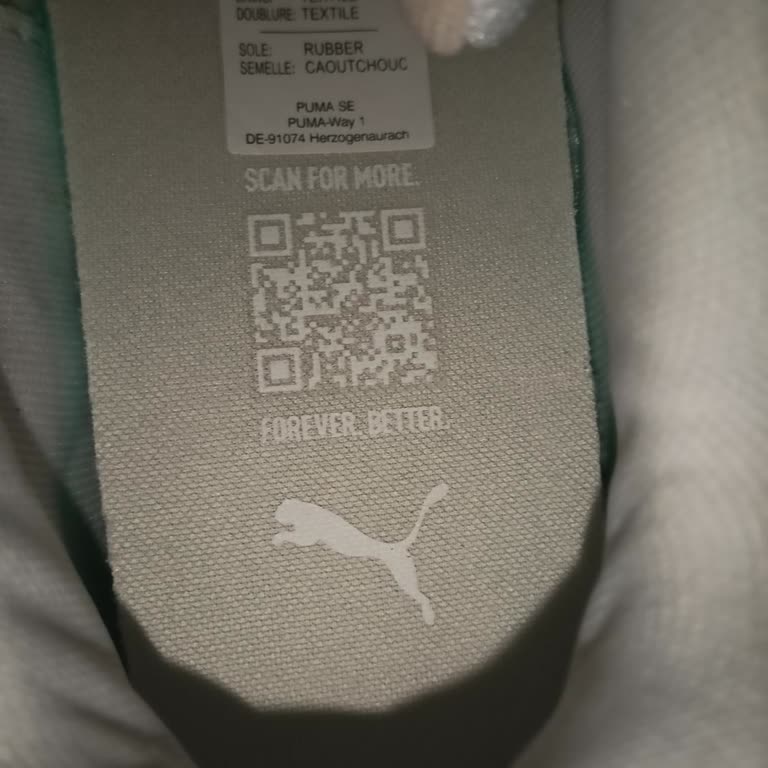 DOUBLURE: TEXTILE
SOLE: RUBBER
SEMELLE: CAOUTCHOUC
PUMA SE
PUMA-Way 1
DE-91074 Herzogenaurach
SCAN FOR MORE.
FOREVER. BETTER.